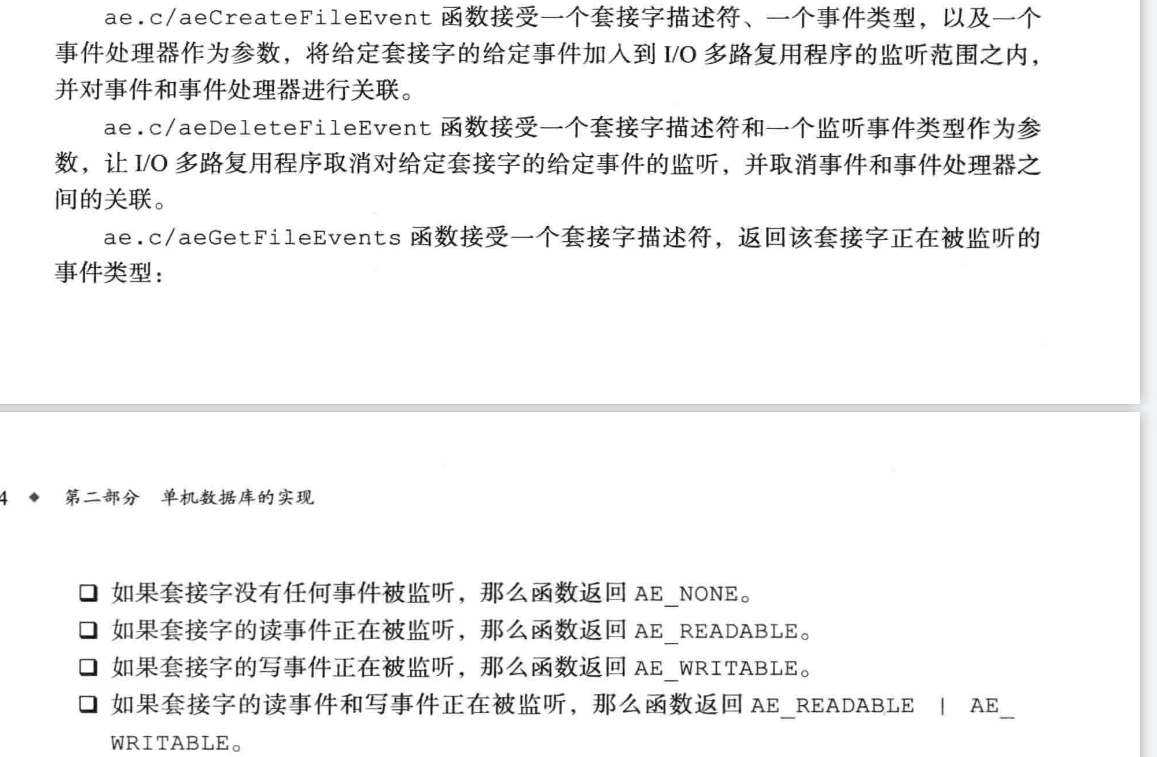 ae.c/aeCreateFileEvent 函数接受一个套接字描述符、一个事件类型，以及一个
事件处理器作为参数，将给定套接字的给定事件加入到 I/O 多路复用程序的监听范围之内，
并对事件和事件处理器进行关联。
ae.c/aeDeleteFileEvent 函数接受一个套接字描述符和一个监听事件类型作为参
数，让 I/O 多路复用程序取消对给定套接字的给定事件的监听，并取消事件和事件处理器之
间的关联。
ae.c/aeGetFileEvents 函数接受一个套接字描述符，返回该套接字正在被监听的
事件类型：
4 ◆ 第二部分 单机数据库的实现
❑ 如果套接字没有任何事件被监听，那么函数返回 AE_NONE。
❑ 如果套接字的读事件正在被监听，那么函数返回 AE_READABLE。
❑ 如果套接字的写事件正在被监听，那么函数返回 AE_WRITABLE。
❑ 如果套接字的读事件和写事件正在被监听，那么函数返回 AE_READABLE | AE_
WRITABLE。